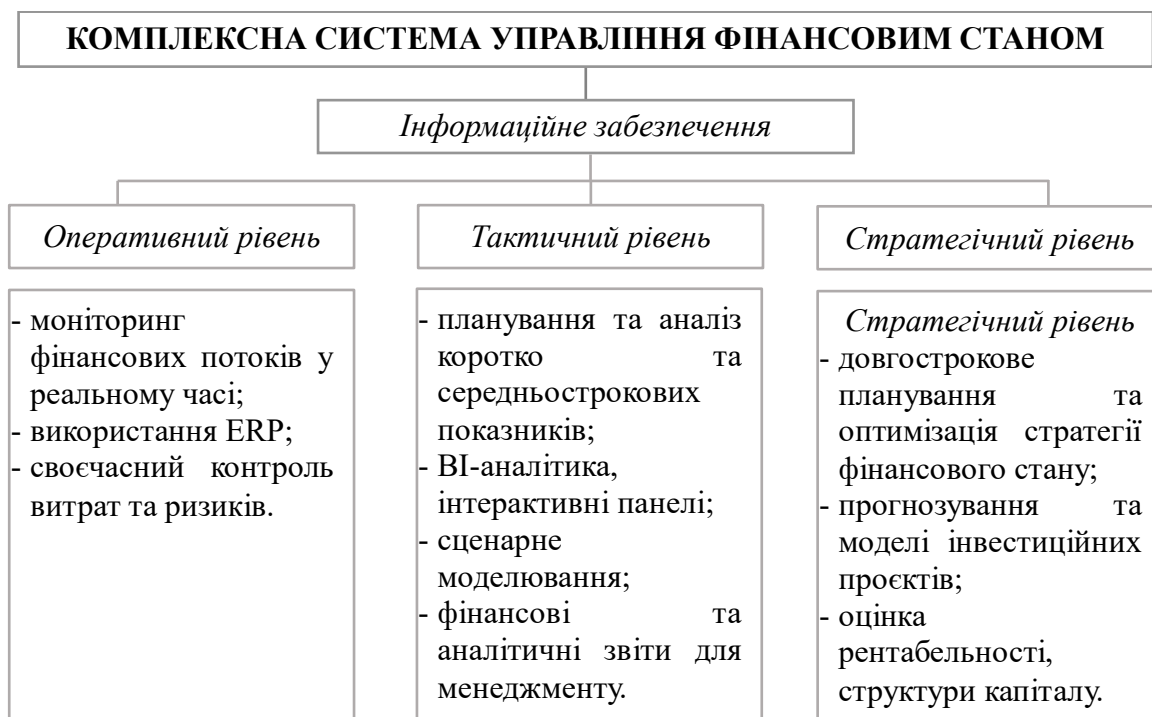 КОМПЛЕКСНА СИСТЕМА УПРАВЛІННЯ ФІНАНСОВИМ СТАНОМ
Інформаційне забезпечення
Оперативний рівень
- моніторинг
фінансових потоків у
реальному часі;
- використання ERP;
- своєчасний контроль
витрат та ризиків.
Тактичний рівень
- планування та аналіз
коротко та
середньострокових
показників;
- BI-аналітика,
інтерактивні панелі;
- сценарне
моделювання;
- фінансові та
аналітичні звіти для
менеджменту.
Стратегічний рівень
Стратегічний рівень
- довгострокове
планування та
оптимізація стратегії
фінансового стану;
- прогнозування та
моделі інвестиційних
проєктів;
- оцінка
рентабельності,
структури капіталу.